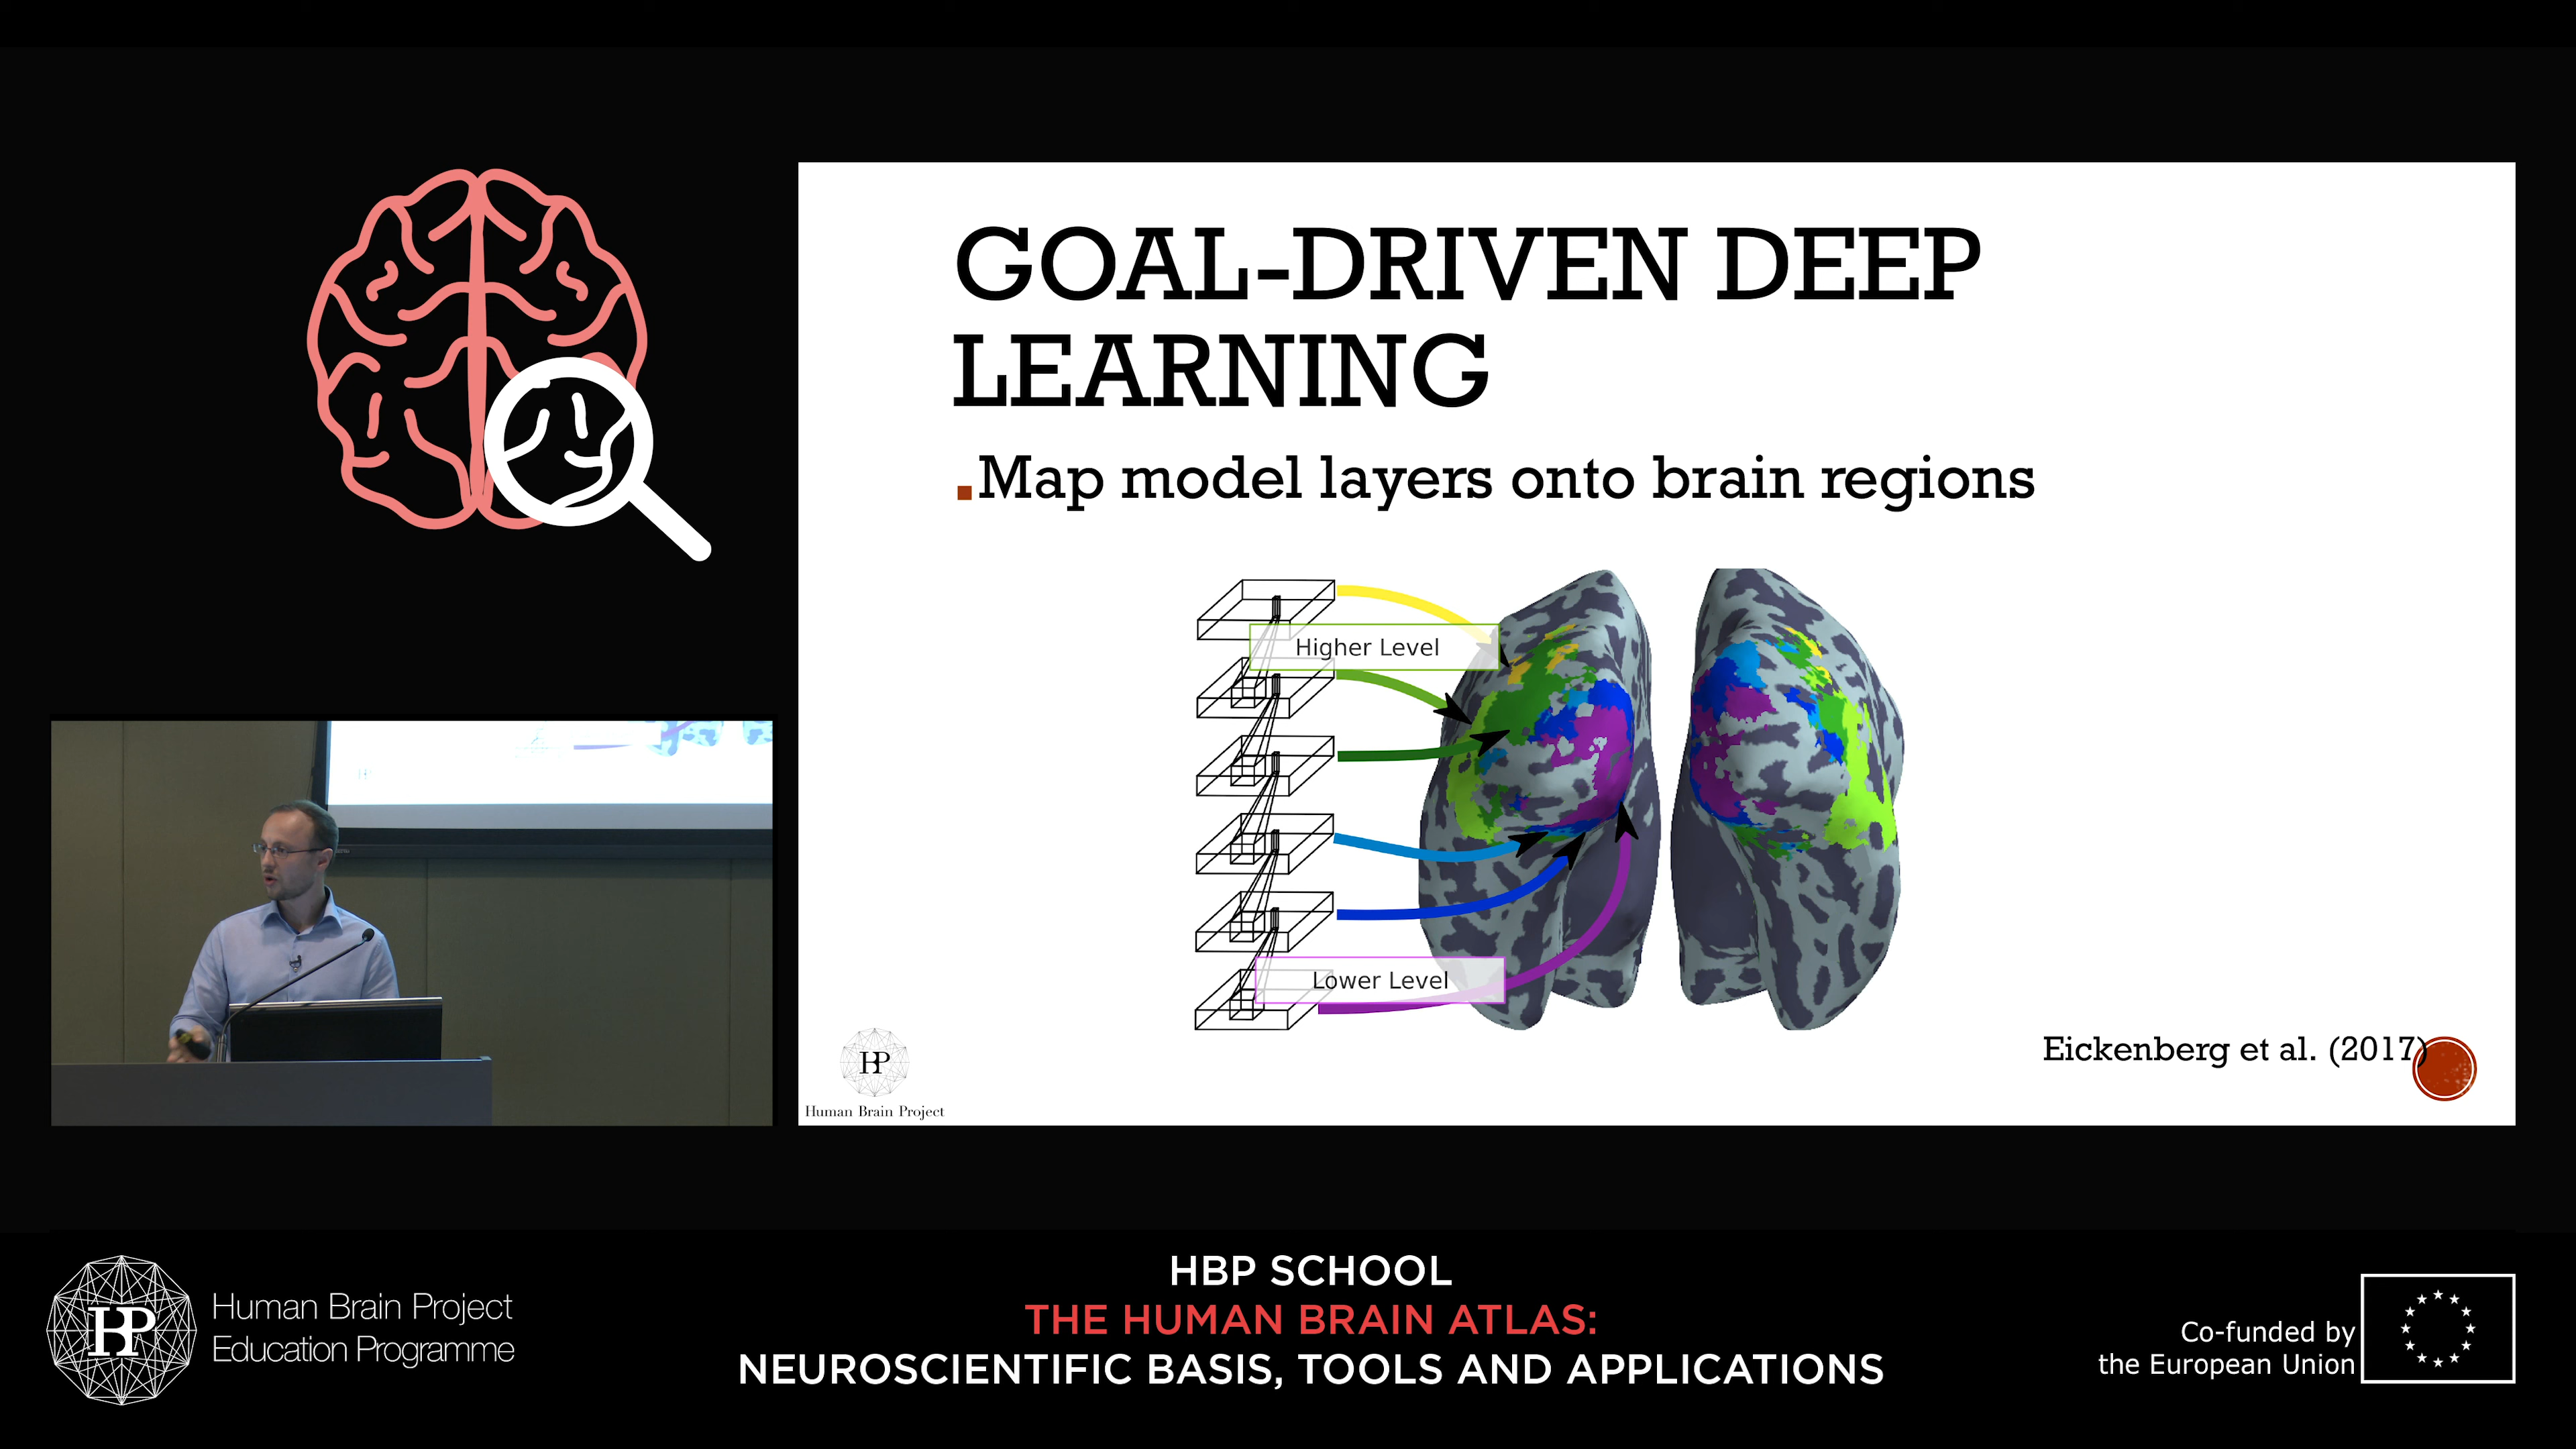 GOAL-DRIVEN DEEP
LEARNING
Map model layers onto brain regions
Higher Level
Lower Level
Eickenberg et al. (2017)
HP
Human Brain Project
HBP
Human Brain Project
Education Programme
HBP SCHOOL
THE HUMAN BRAIN ATLAS:
NEUROSCIENTIFIC BASIS, TOOLS AND APPLICATIONS
Co-funded by
the European Union